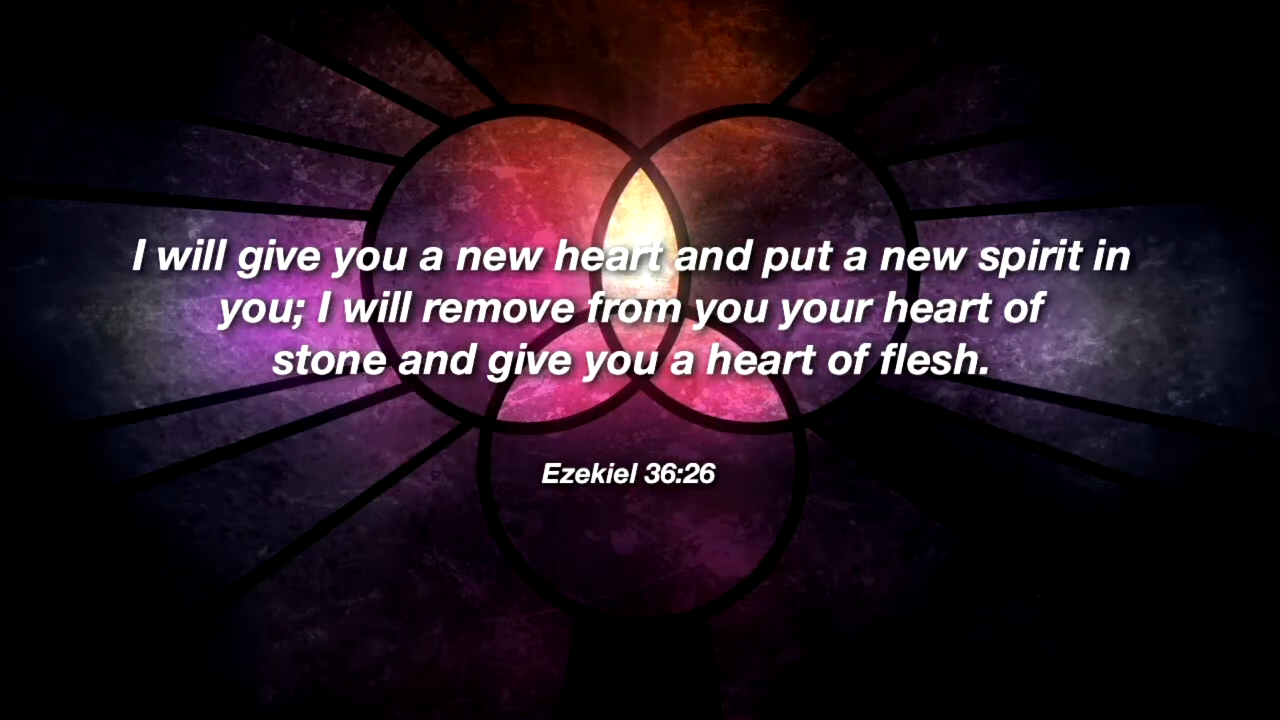 I will give you a new heart and put a new spirit in
you; I will remove from you your heart of
stone and give you a heart of flesh.
Ezekiel 36:26